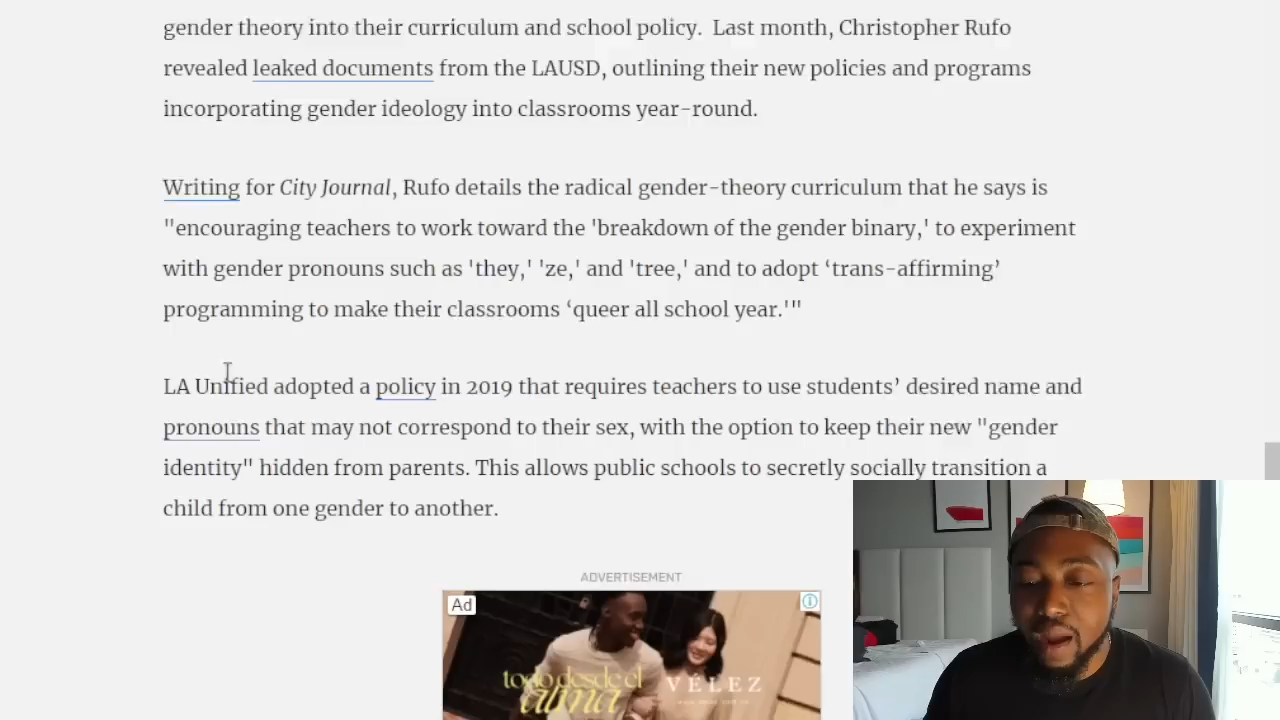 gender theory into their curriculum and school policy.  Last month, Christopher Rufo
revealed leaked documents from the LAUSD, outlining their new policies and programs
incorporating gender ideology into classrooms year-round.
Writing for City Journal, Rufo details the radical gender-theory curriculum that he says is
"encouraging teachers to work toward the 'breakdown of the gender binary,' to experiment
with gender pronouns such as 'they,' 'ze,' and 'tree,' and to adopt ‘trans-affirming’
programming to make their classrooms ‘queer all school year.'"
LA Unified adopted a policy in 2019 that requires teachers to use students’ desired name and
pronouns that may not correspond to their sex, with the option to keep their new "gender
identity" hidden from parents. This allows public schools to secretly socially transition a
child from one gender to another.
ADVERTISEMENT
Ad
todo desde el
alma
VÉLEZ